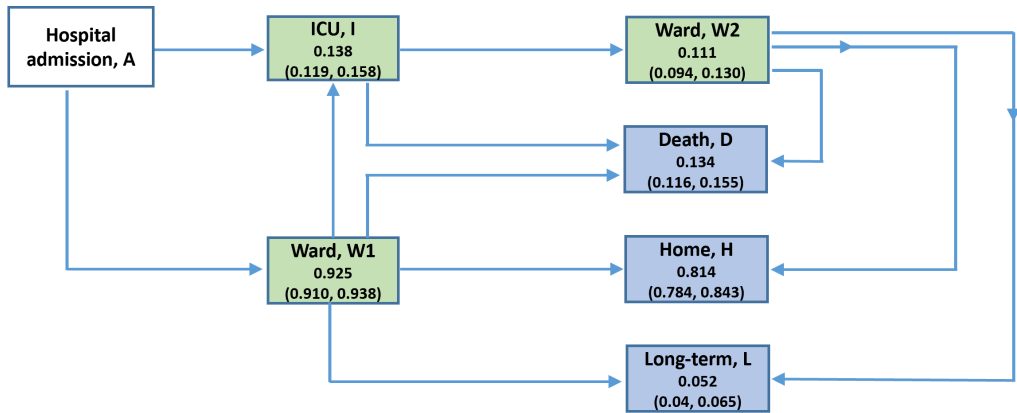 Hospital
admission, A
ICU, I
0.138
(0.119, 0.158)
Ward, W2
0.111
(0.094, 0.130)
Death, D
0.134
(0.116, 0.155)
Ward, W1
0.925
(0.910, 0.938)
Home, H
0.814
(0.784, 0.843)
Long-term, L
0.052
(0.04, 0.065)